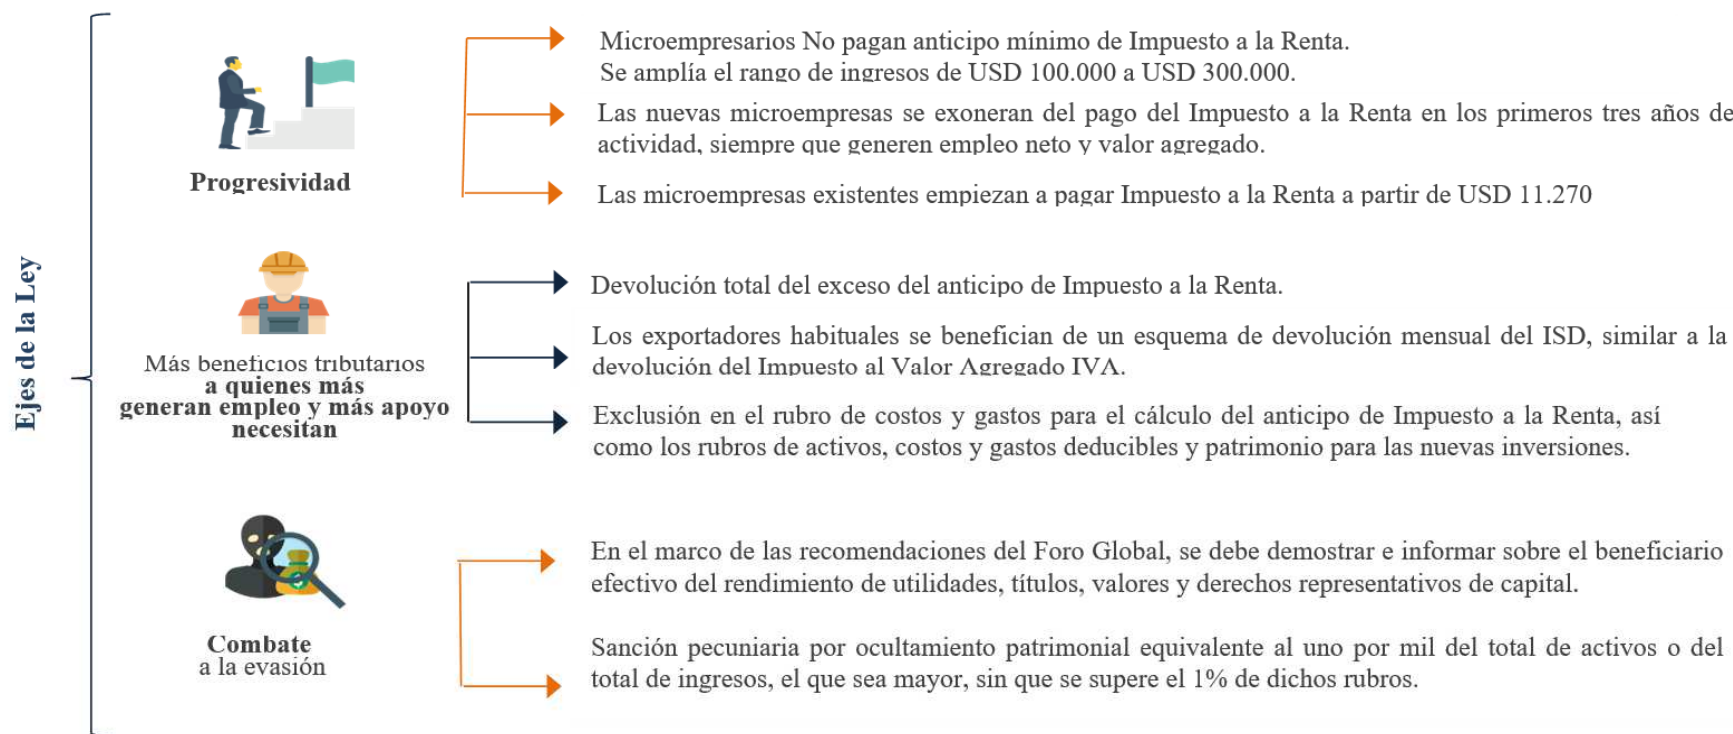 Ejes de la Ley
Progresividad
Microempresarios No pagan anticipo mínimo de Impuesto a la Renta.
Se amplía el rango de ingresos de USD 100.000 a USD 300.000.
Las nuevas microempresas se exoneran del pago del Impuesto a la Renta en los primeros tres años de
actividad, siempre que generen empleo neto y valor agregado.
Las microempresas existentes empiezan a pagar Impuesto a la Renta a partir de USD 11.270
Más beneficios tributarios
a quienes más
generan empleo y más apoyo
necesitan
Devolución total del exceso del anticipo de Impuesto a la Renta.
Los exportadores habituales se benefician de un esquema de devolución mensual del ISD, similar a la
devolución del Impuesto al Valor Agregado IVA.
Exclusión en el rubro de costos y gastos para el cálculo del anticipo de Impuesto a la Renta, así
como los rubros de activos, costos y gastos deducibles y patrimonio para las nuevas inversiones.
Combate
a la evasión
En el marco de las recomendaciones del Foro Global, se debe demostrar e informar sobre el beneficiario
efectivo del rendimiento de utilidades, títulos, valores y derechos representativos de capital.
Sanción pecuniaria por ocultamiento patrimonial equivalente al uno por mil del total de activos o del
total de ingresos, el que sea mayor, sin que se supere el 1% de dichos rubros.